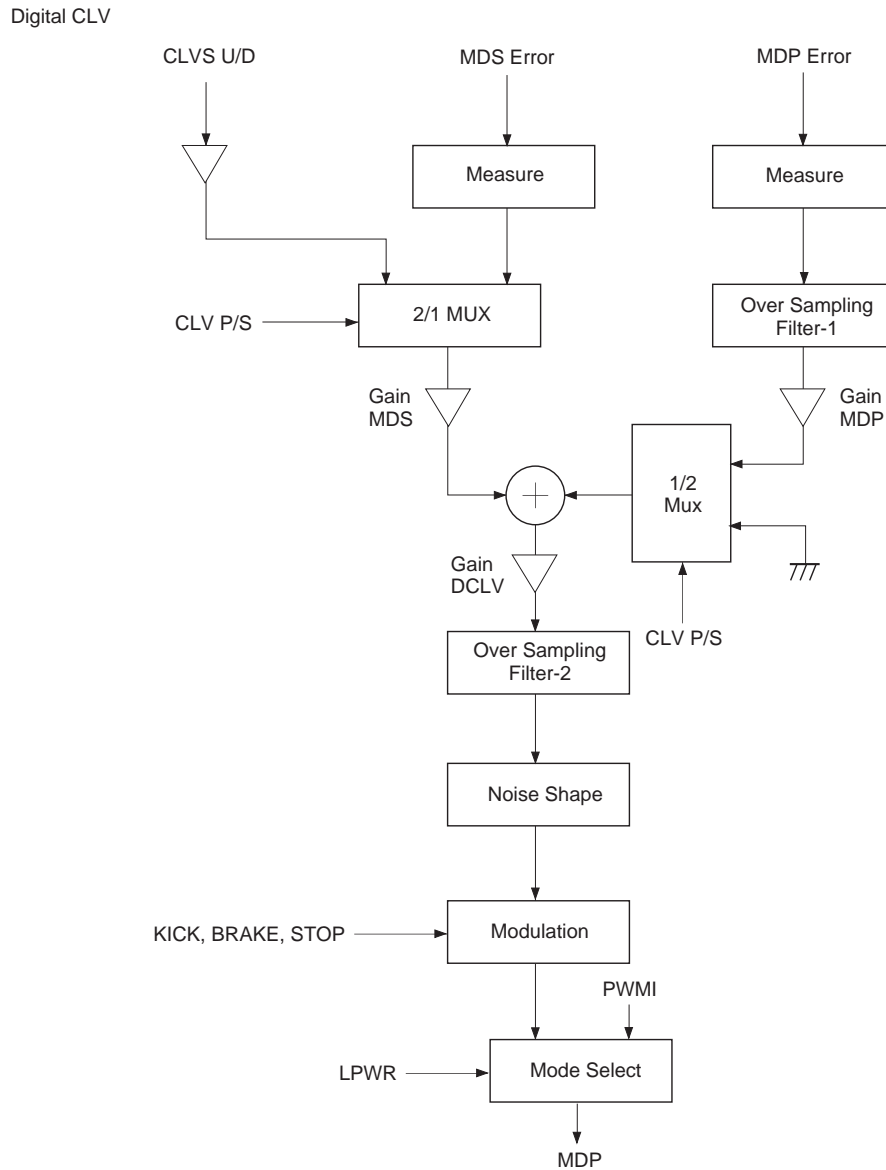 Digital CLV
CLVS U/D
MDS Error
MDP Error
Measure
Measure
CLV P/S
2/1 MUX
Over Sampling
Filter-1
Gain
MDS
Gain
MDP
1/2
Mux
Gain
DCLV
CLV P/S
Over Sampling
Filter-2
Noise Shape
KICK, BRAKE, STOP
Modulation
PWMI
LPWR
Mode Select
MDP